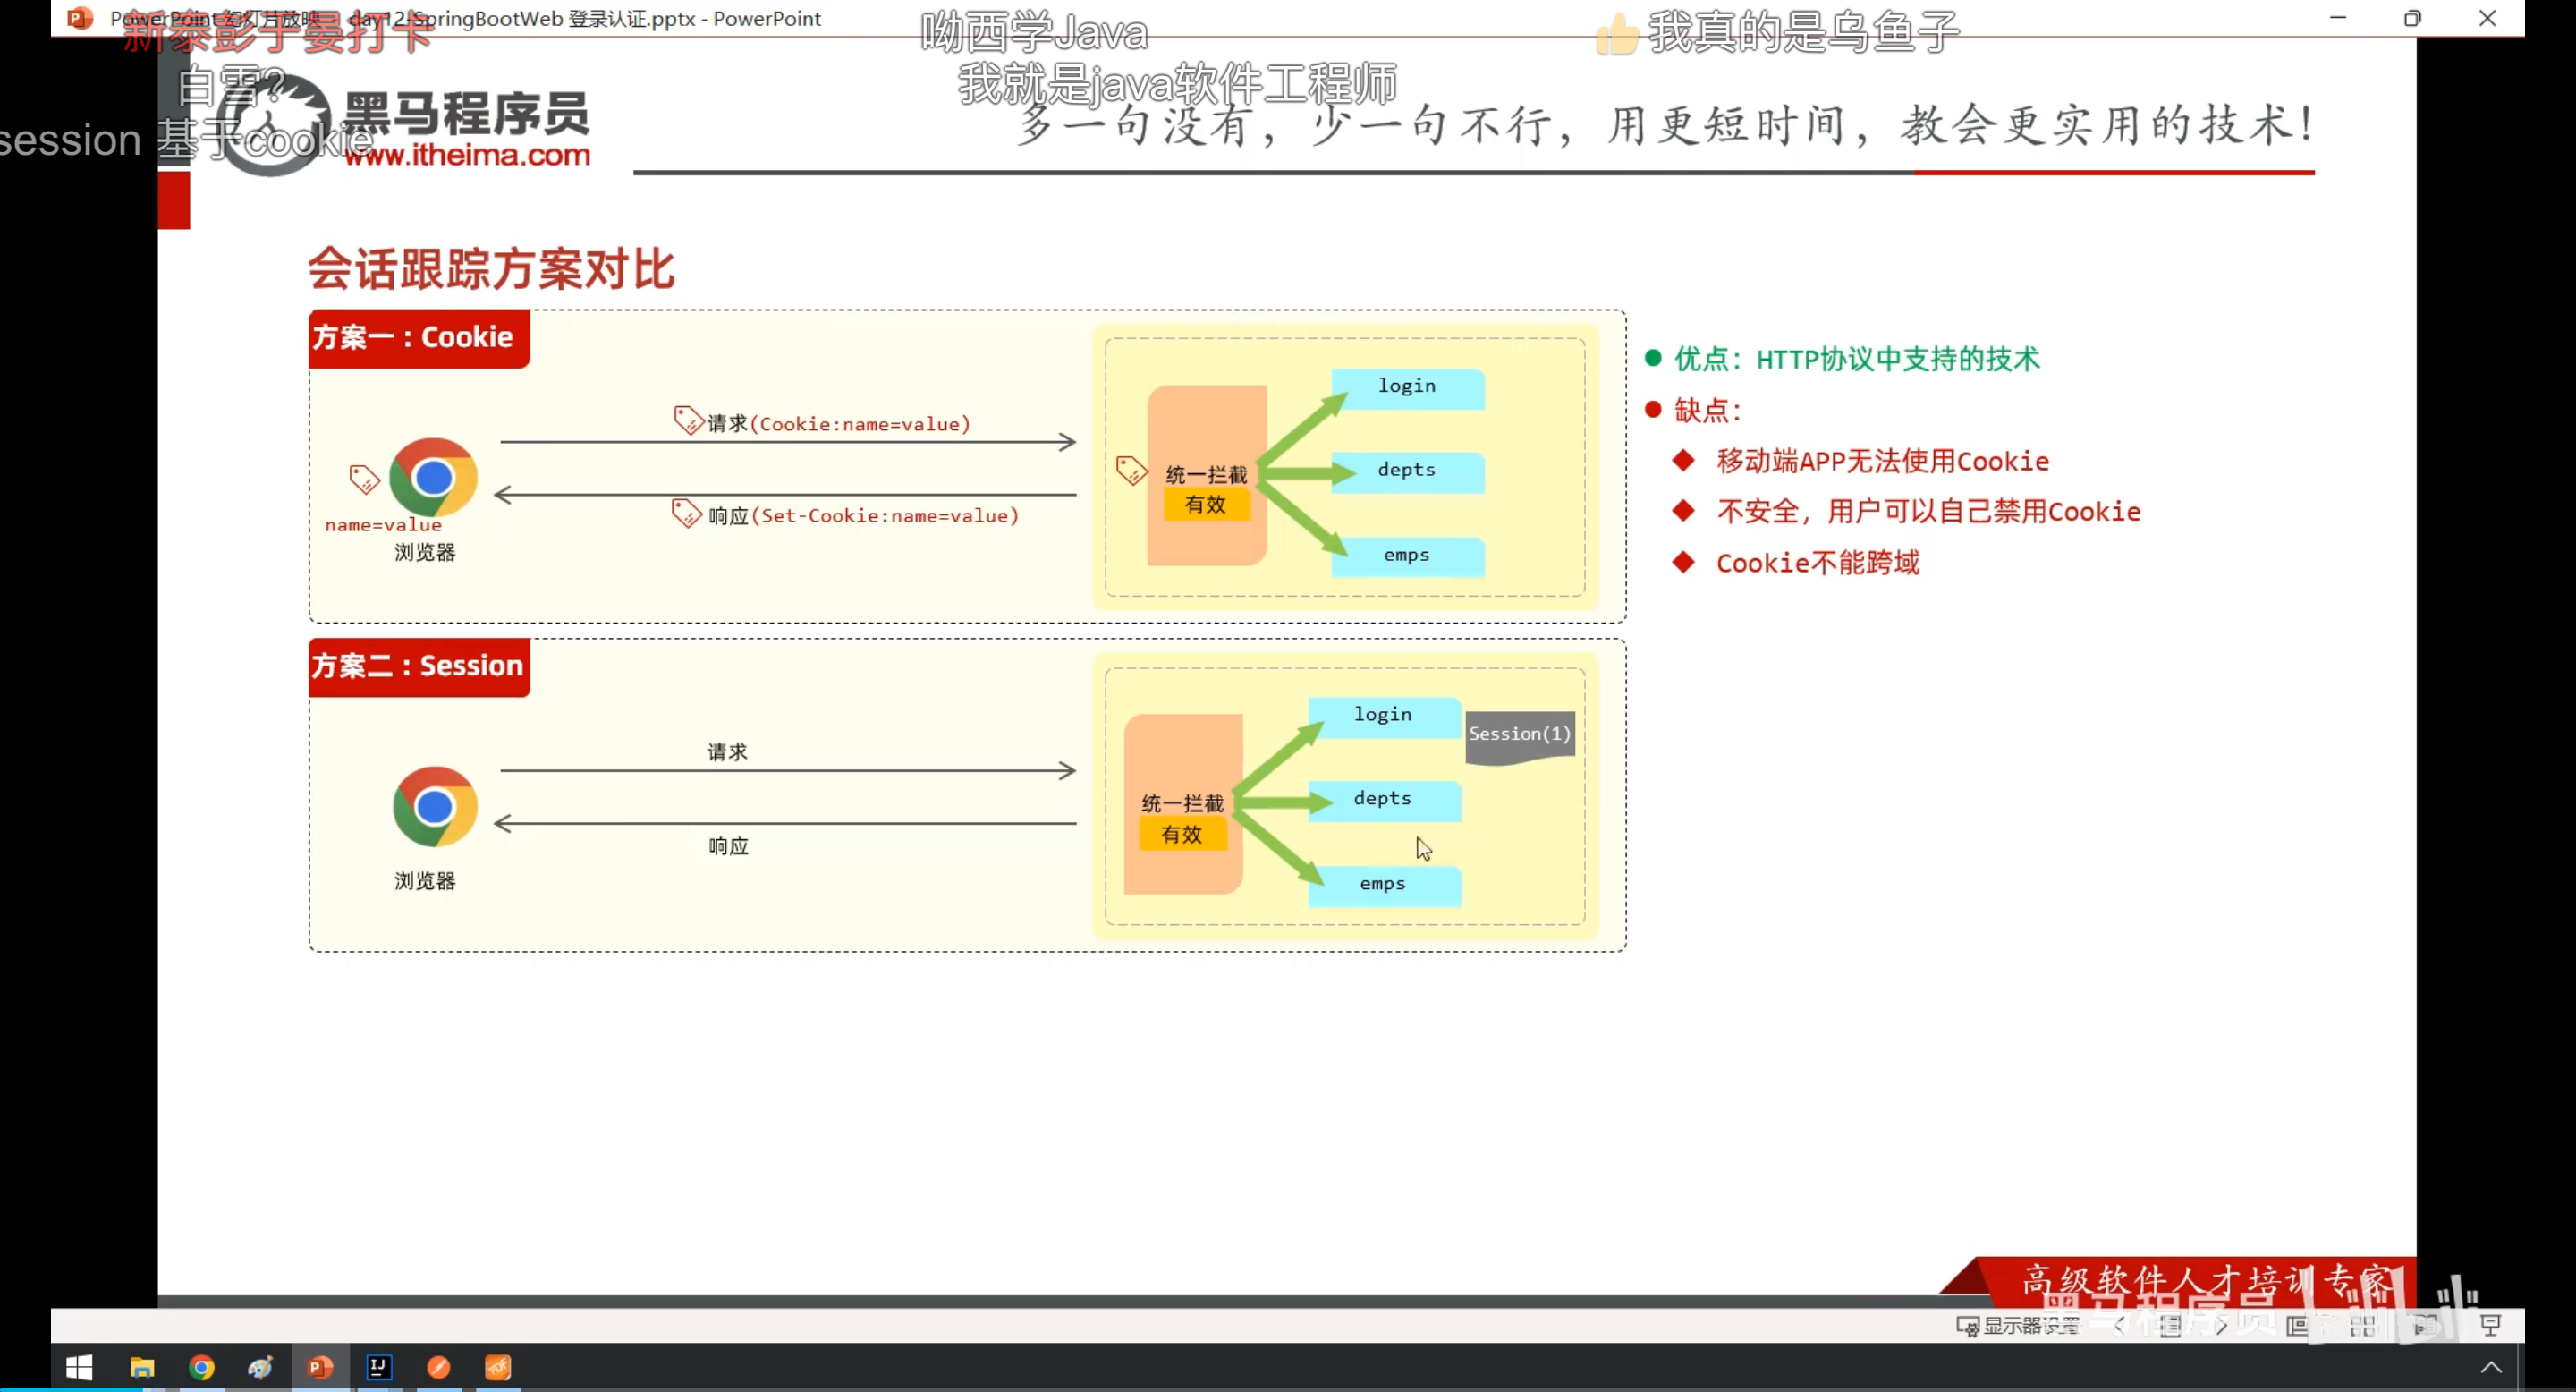 PowerPoint 幻灯片放映 - day12-SpringBootWeb 登录认证.pptx - PowerPoint
新泰彭于晏打卡
呦西学Java
我真的是乌鱼子
白雪?
我就是java软件工程师
session 基于cookie
黑马程序员
www.itheima.com
多一句没有，少一句不行，用更短时间，教会更实用的技术！
会话跟踪方案对比
方案一：Cookie
请求(Cookie:name=value)
响应(Set-Cookie:name=value)
name=value
浏览器
统一拦截
有效
login
depts
emps
优点：HTTP协议中支持的技术
缺点：
移动端APP无法使用Cookie
不安全，用户可以自己禁用Cookie
Cookie不能跨域
方案二：Session
请求
响应
浏览器
统一拦截
有效
login
Session(1)
depts
emps
高级软件人才培训专家
黑马程序员
显示器设置